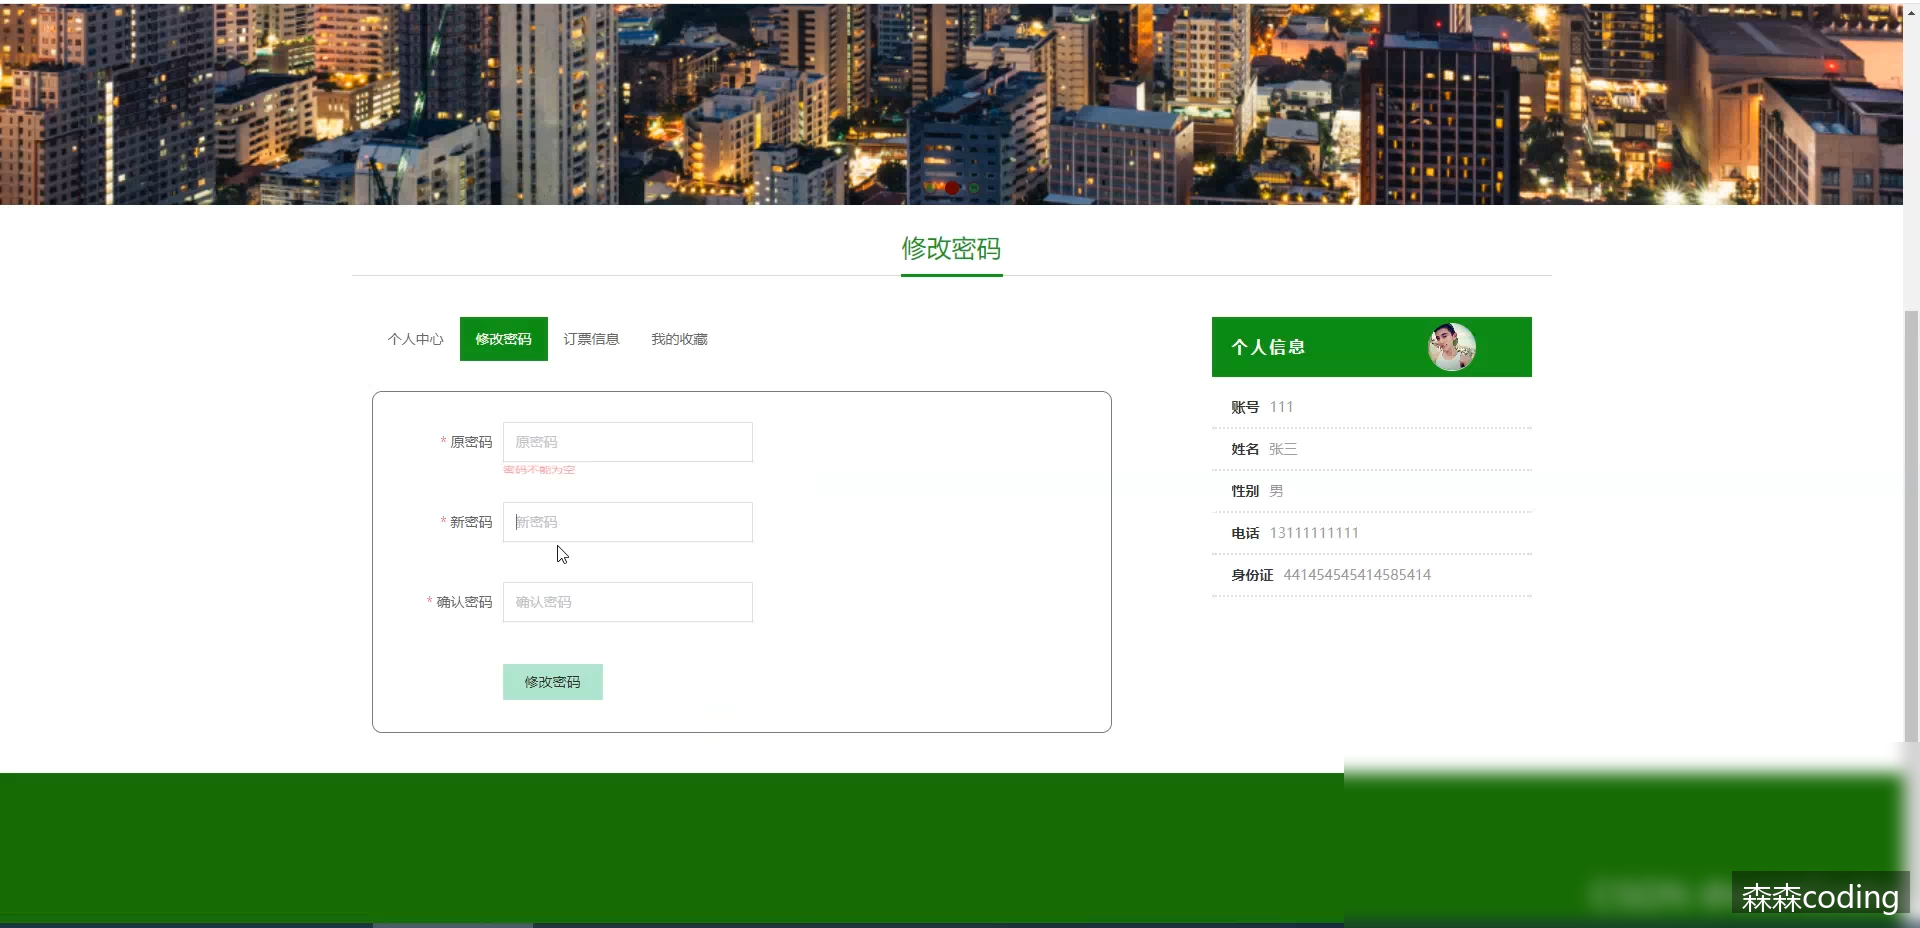 修改密码
个人中心
修改密码
订票信息
我的收藏
* 原密码
原密码
密码不能为空
* 新密码
新密码
* 确认密码
确认密码
修改密码
个人信息
账号 111
姓名 张三
性别 男
电话 13111111111
身份证 441454545414585414
森森coding